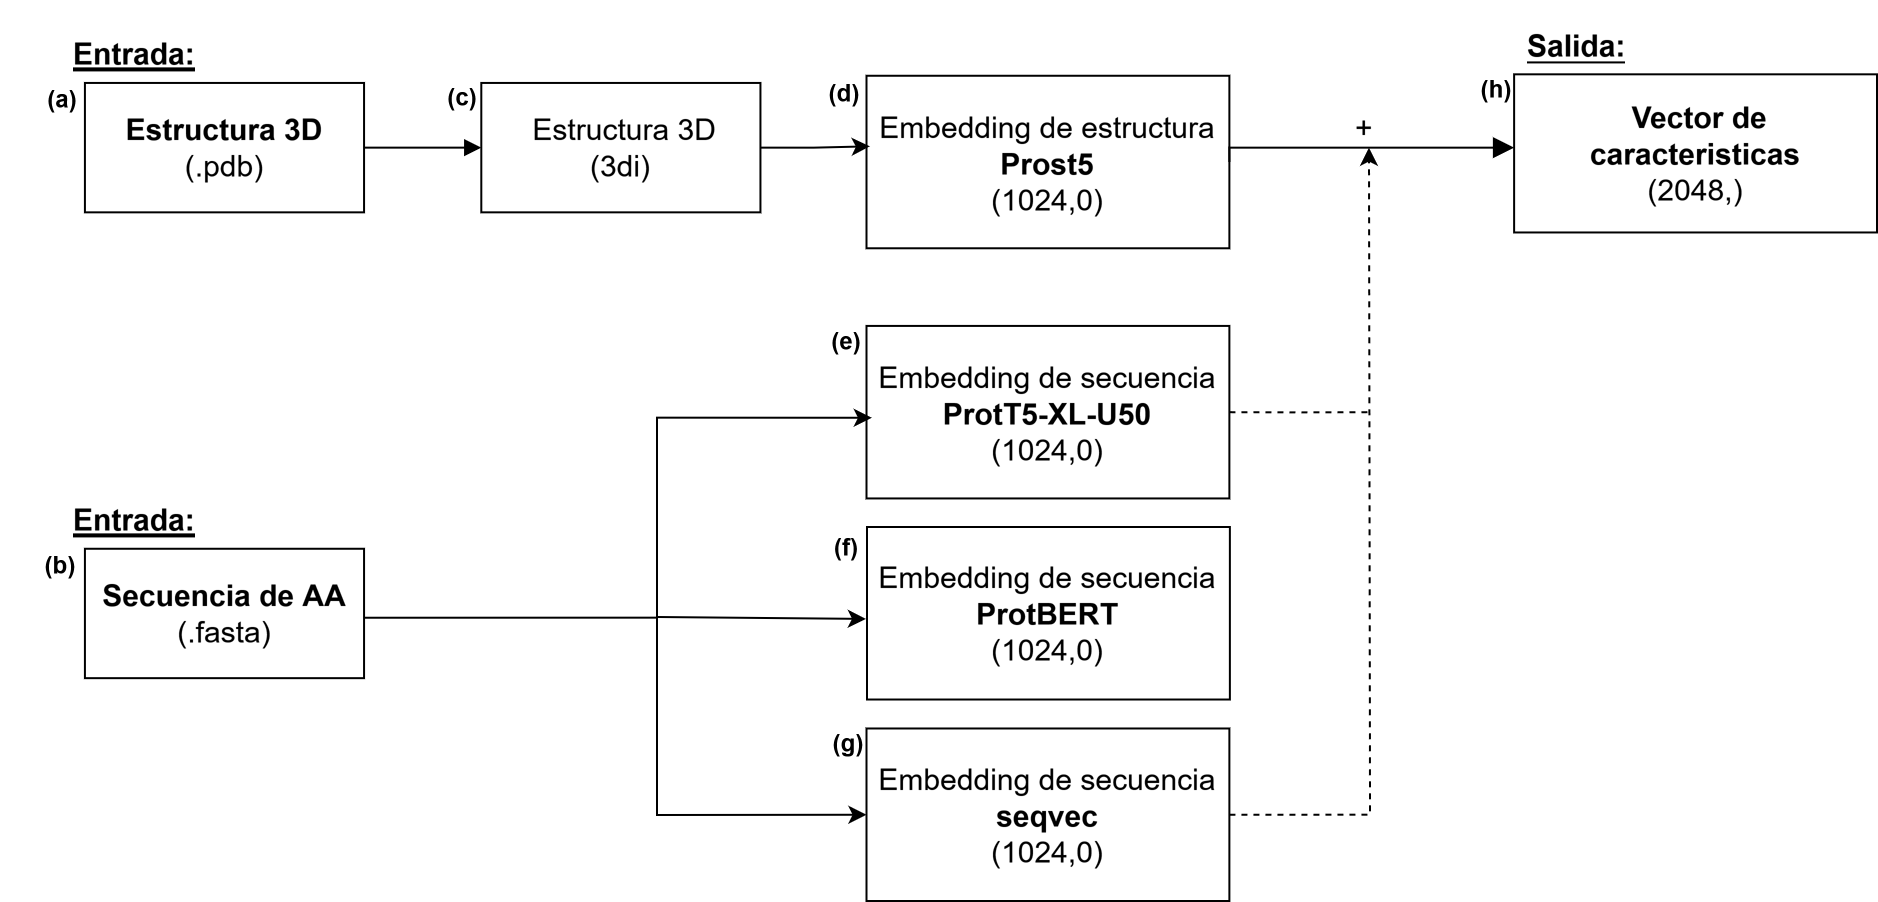 Entrada:
(a)
Estructura 3D
(.pdb)
(c)
Estructura 3D
(3di)
(d)
Embedding de estructura
Prost5
(1024,0)
+
Salida:
(h)
Vector de
caracteristicas
(2048,)
(e)
Embedding de secuencia
ProtT5-XL-U50
(1024,0)
Entrada:
(b)
Secuencia de AA
(.fasta)
(f)
Embedding de secuencia
ProtBERT
(1024,0)
(g)
Embedding de secuencia
seqvec
(1024,0)